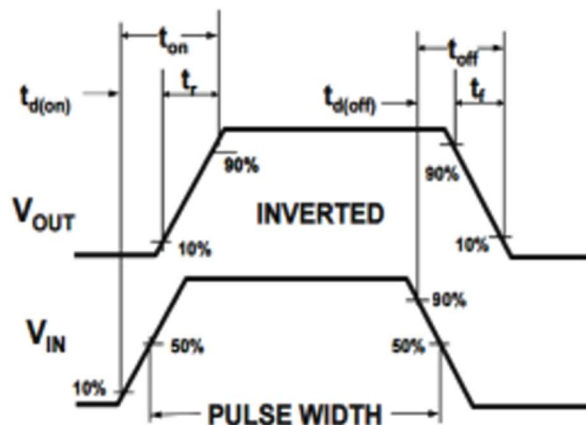 t_on
t_off
t_d(on)
t_r
t_d(off)
t_f
90%
90%
V_OUT
INVERTED
10%
10%
90%
V_IN
50%
50%
10%
PULSE WIDTH